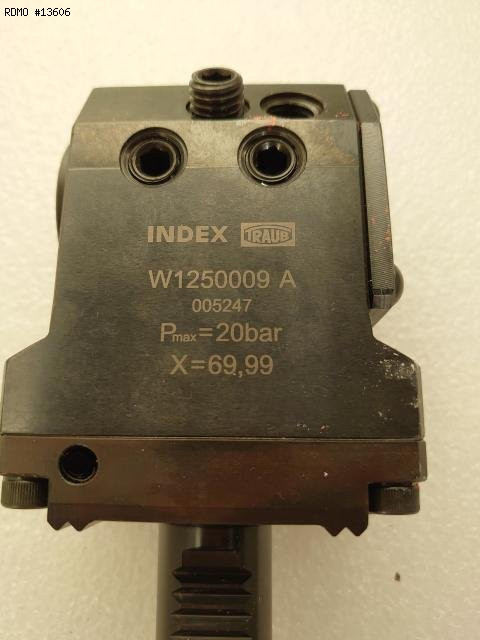 RDMO #13606
INDEX TRAUB
W1250009 A
005247
Pmax=20bar
X=69,99